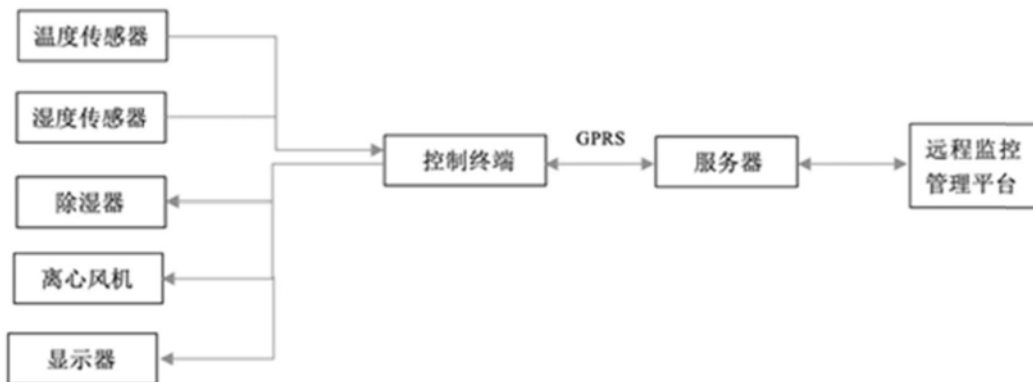 温度传感器
湿度传感器
除湿器
离心风机
显示器
控制终端
GPRS
服务器
远程监控
管理平台